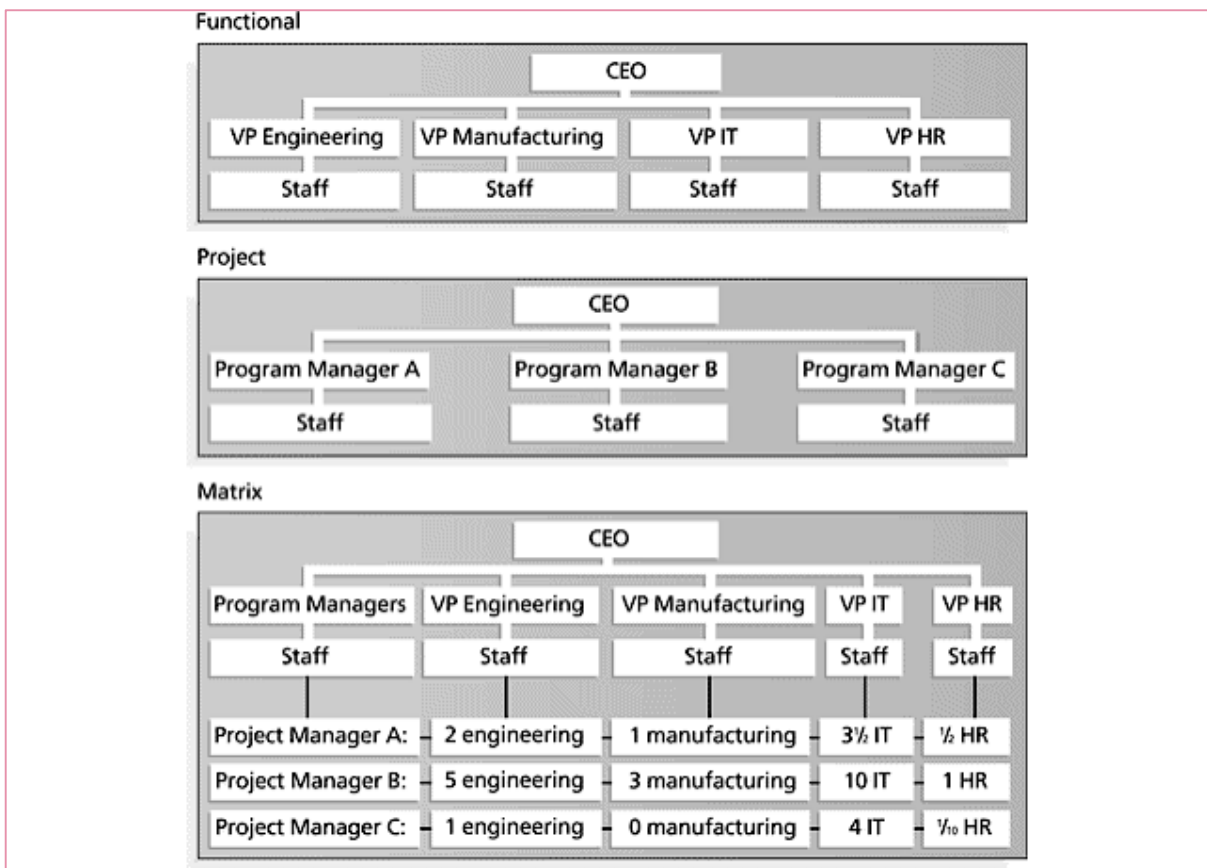 Functional
CEO
VP Engineering VP Manufacturing VP IT VP HR
Staff Staff Staff Staff
Project
CEO
Program Manager A Program Manager B Program Manager C
Staff Staff Staff
Matrix
CEO
Program Managers VP Engineering VP Manufacturing VP IT VP HR
Staff Staff Staff Staff Staff
Project Manager A: 2 engineering 1 manufacturing 3½ IT ½ HR
Project Manager B: 5 engineering 3 manufacturing 10 IT 1 HR
Project Manager C: 1 engineering 0 manufacturing 4 IT ⅒ HR